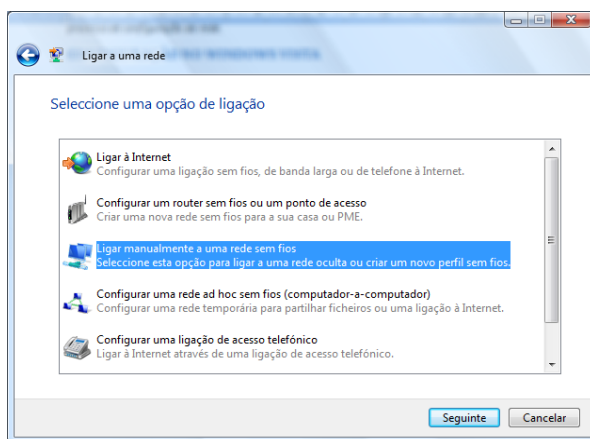 Ligar a uma rede
Seleccione uma opção de ligação
Ligar à Internet
Configurar uma ligação sem fios, de banda larga ou de telefone à Internet.
Configurar um router sem fios ou um ponto de acesso
Criar uma nova rede sem fios para a sua casa ou PME.
Ligar manualmente a uma rede sem fios
Seleccione esta opção para ligar a uma rede oculta ou criar um novo perfil sem fios.
Configurar uma rede ad hoc sem fios (computador-a-computador)
Configurar uma rede temporária para partilhar ficheiros ou uma ligação à Internet.
Configurar uma ligação de acesso telefónico
Ligar à Internet através de uma ligação de acesso telefónico.
Seguinte Cancelar